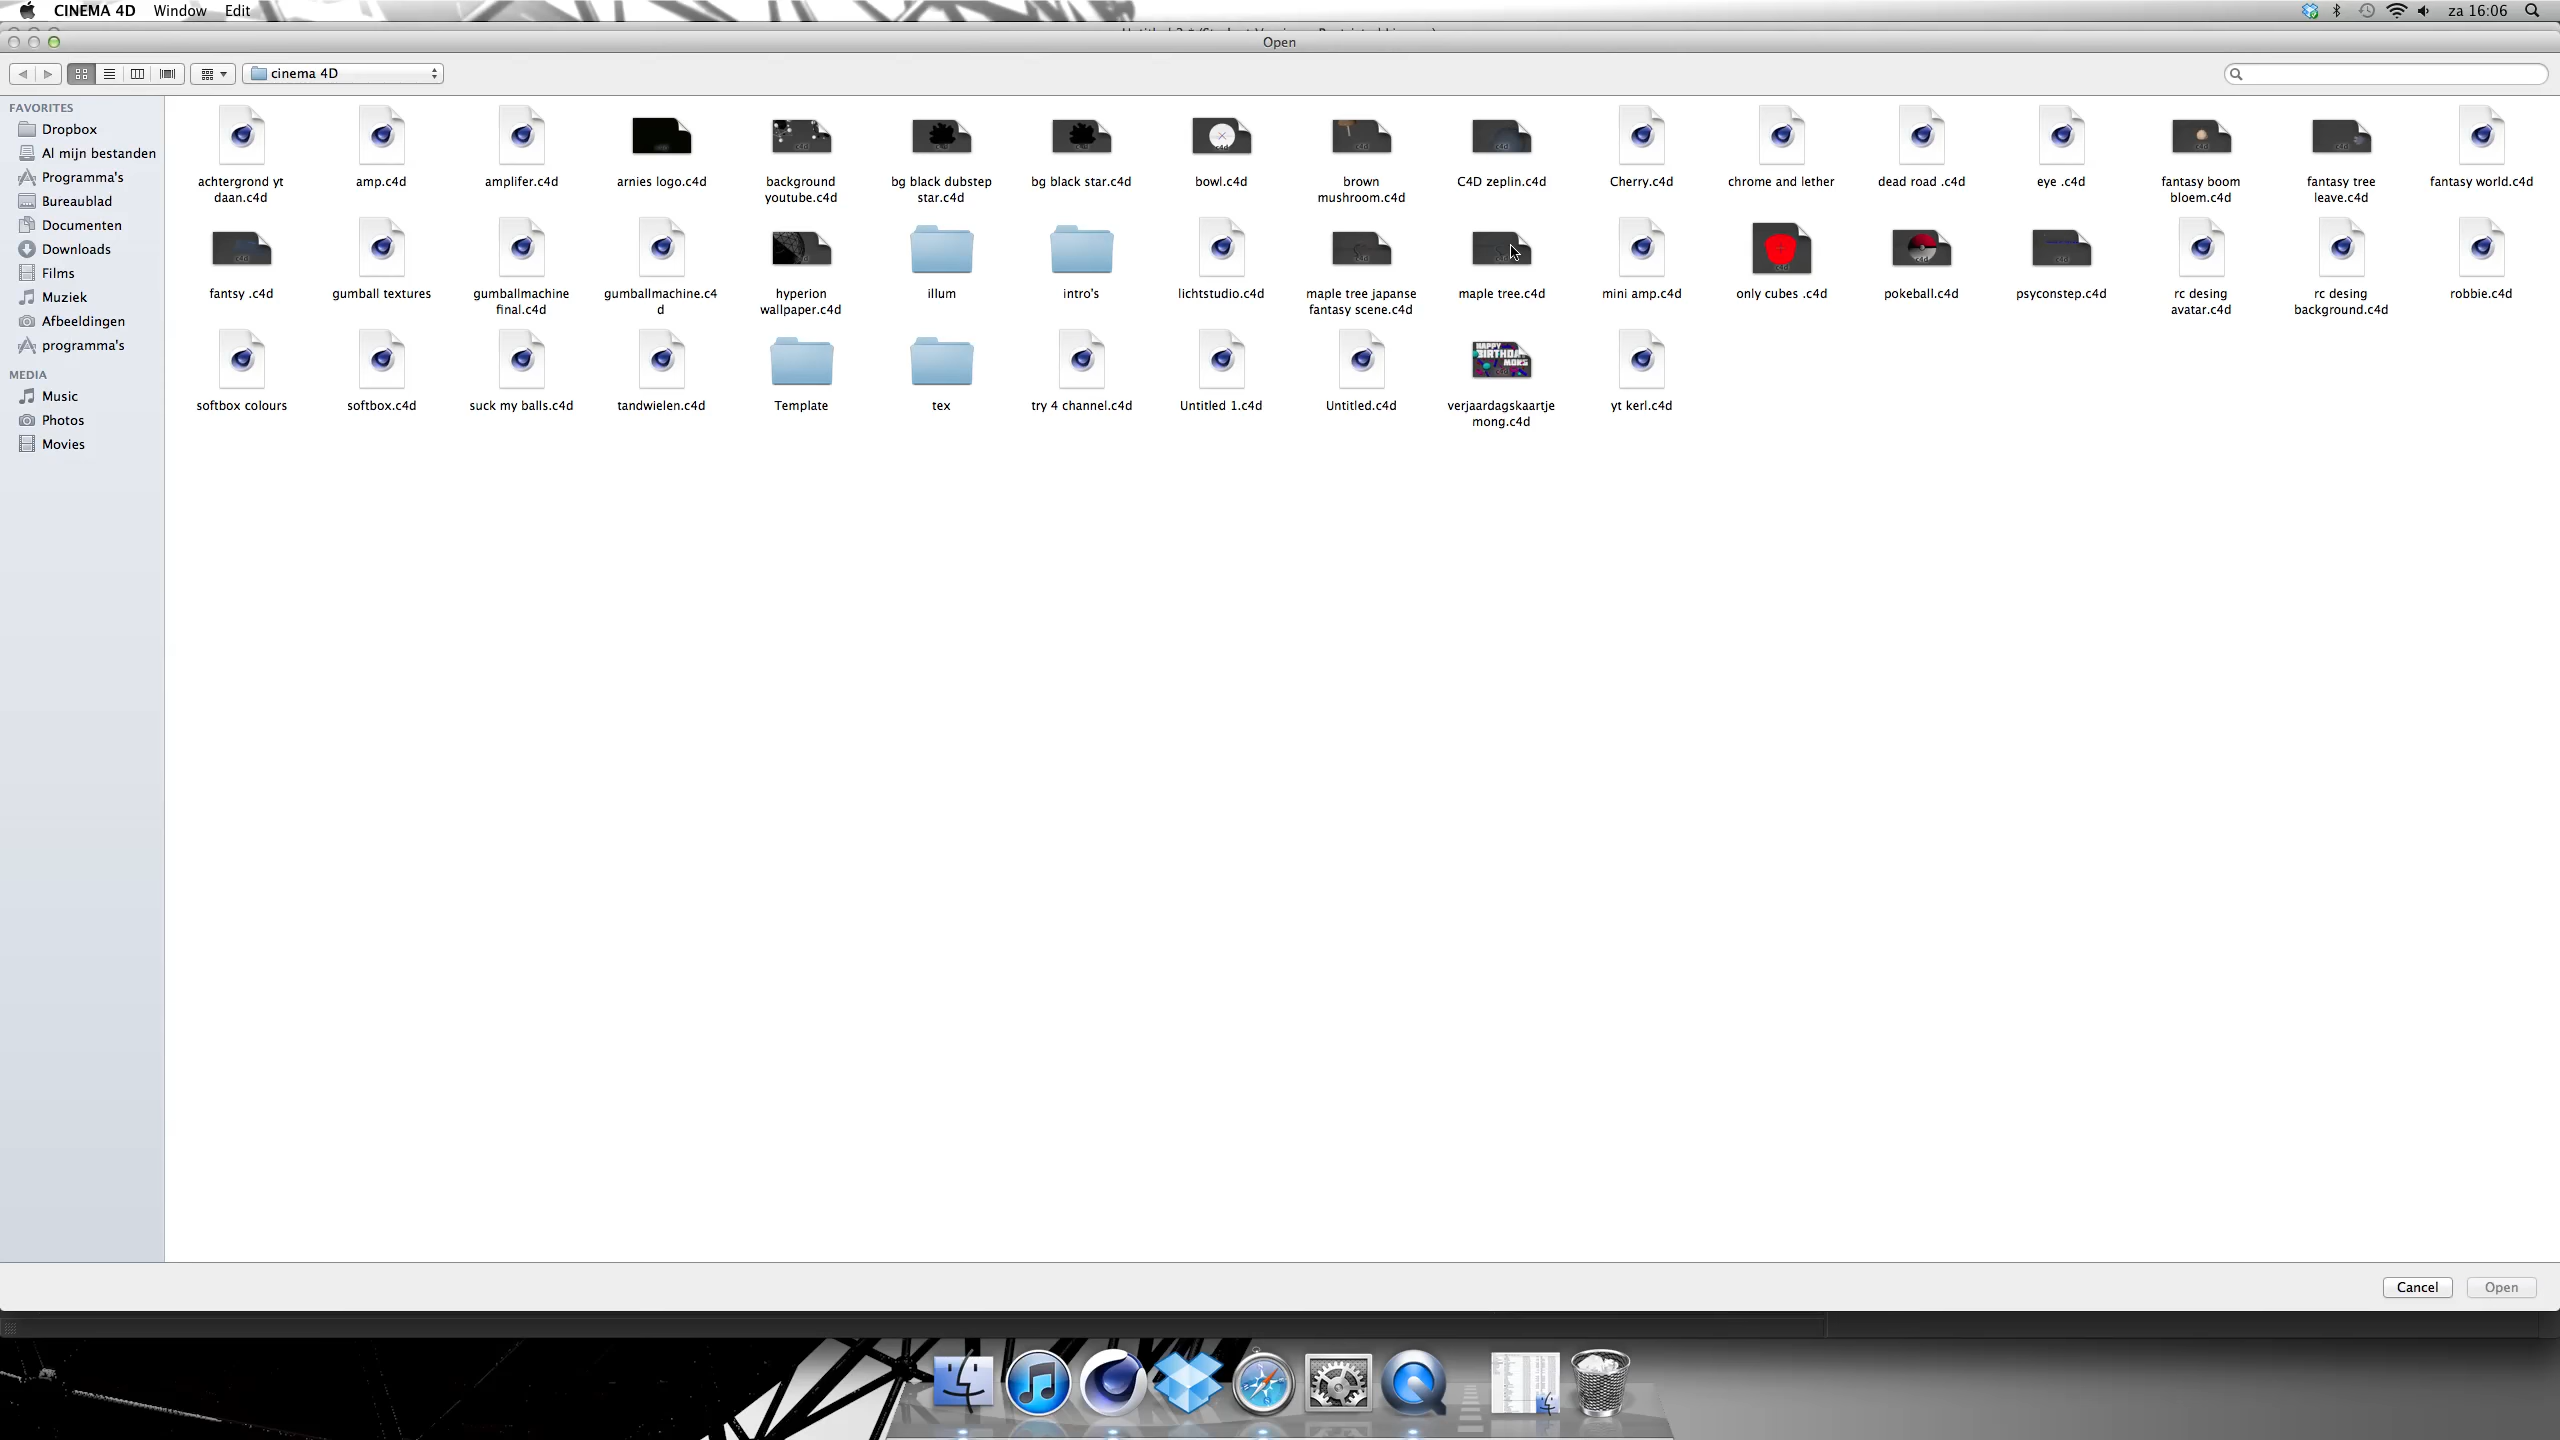 CINEMA 4D Window Edit za 16:06
Open
cinema 4D
FAVORITES
Dropbox
Al mijn bestanden
Programma's
Bureaublad
Documenten
Downloads
Films
Muziek
Afbeeldingen
programma's
MEDIA
Music
Photos
Movies
achtergrond yt daan.c4d
amp.c4d
amplifer.c4d
arnies logo.c4d
background youtube.c4d
bg black dubstep star.c4d
bg black star.c4d
bowl.c4d
brown mushroom.c4d
C4D zeplin.c4d
Cherry.c4d
chrome and lether
dead road .c4d
eye .c4d
fantasy boom bloem.c4d
fantasy tree leave.c4d
fantasy world.c4d
fantsy .c4d
gumball textures
gumballmachine final.c4d
gumballmachine.c4d
hyperion wallpaper.c4d
illum
intro's
lichtstudio.c4d
maple tree japanse fantasy scene.c4d
maple tree.c4d
mini amp.c4d
only cubes .c4d
pokeball.c4d
psyconstep.c4d
rc desing avatar.c4d
rc desing background.c4d
robbie.c4d
softbox colours
softbox.c4d
suck my balls.c4d
tandwielen.c4d
Template
tex
try 4 channel.c4d
Untitled 1.c4d
Untitled.c4d
verjaardagskaartje mong.c4d
yt kerl.c4d
Cancel Open